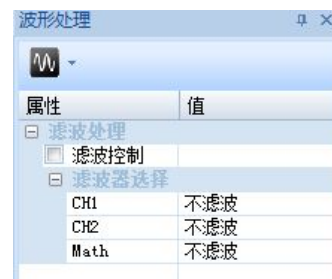 波形处理
属性 值
滤波处理
滤波控制
滤波器选择
CH1 不滤波
CH2 不滤波
Math 不滤波